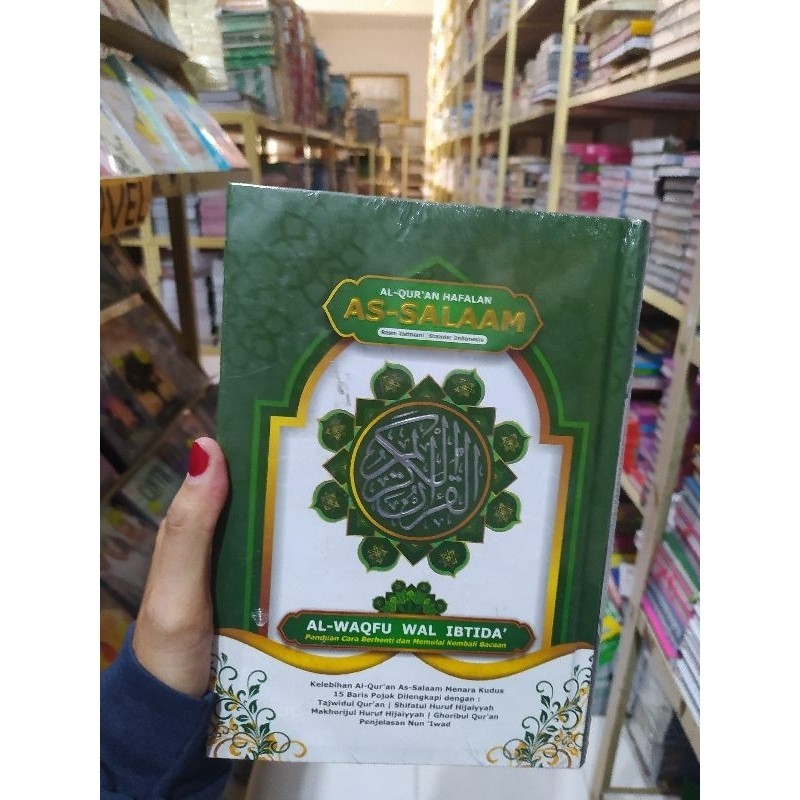 AL-QUR'AN HAFALAN
AS-SALAAM
Rasm Utsmani Standar Indonesia
القرآن الكريم
AL-WAQFU WAL IBTIDA'
Panduan Cara Berhenti dan Memulai Kembali Bacaan
Kelebihan Al-Qur'an As-Salaam Menara Kudus
15 Baris Pojok Dilengkapi dengan :
Tajwidul Qur'an | Shifatul Huruf Hijaiyyah
Makhorijul Huruf Hijaiyyah | Ghoribul Qur'an
Penjelasan Nun 'Iwad